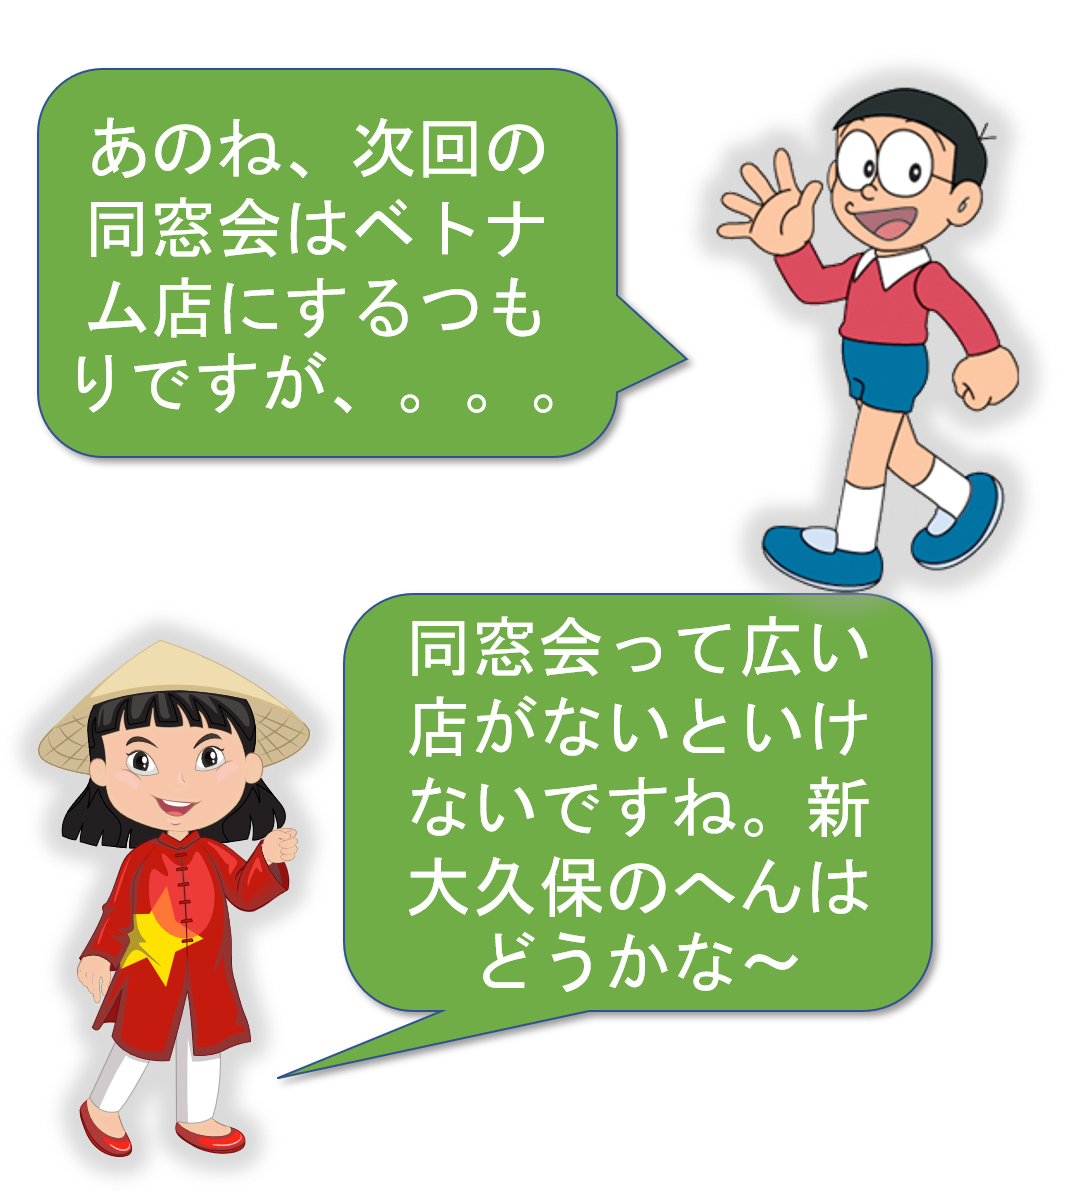 あのね、次回の
同窓会はベトナ
ム店にするつも
りですが、。。。
同窓会って広い
店がないといけ
ないですね。新
大久保のへんは
どうかな～